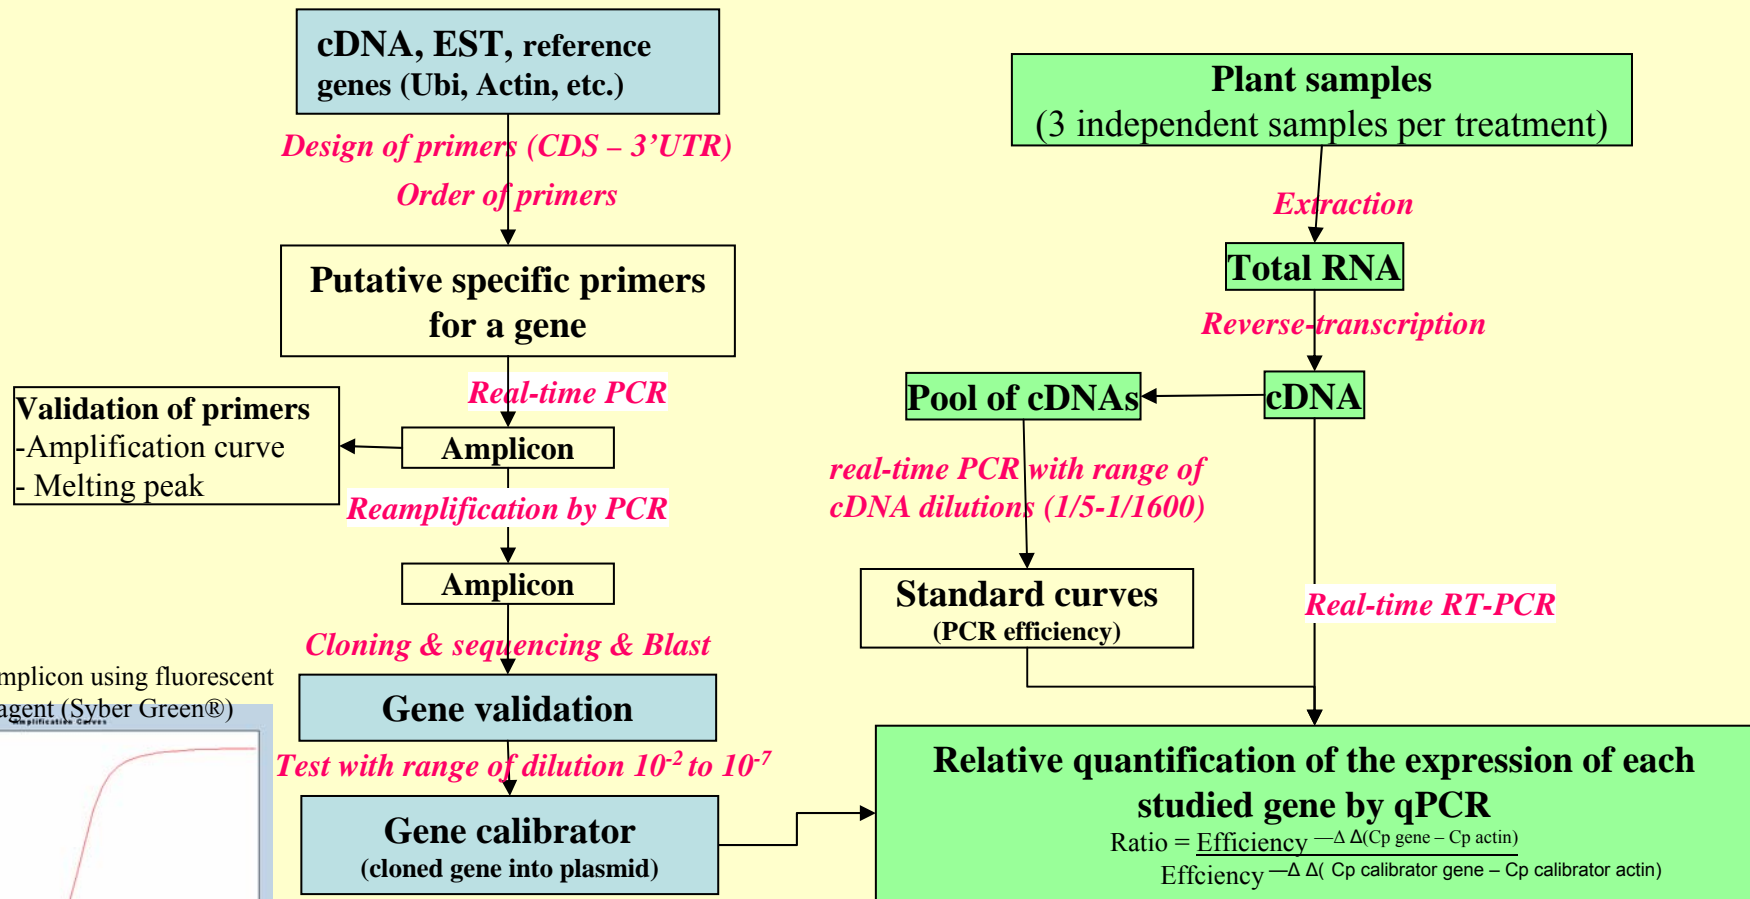 cDNA, EST, reference
genes (Ubi, Actin, etc.)
Design of primers (CDS – 3’UTR)
Order of primers
Putative specific primers
for a gene
Real-time PCR
Validation of primers
-Amplification curve
- Melting peak
Amplicon
Reamplification by PCR
Amplicon
Cloning & sequencing & Blast
mplicon using fluorescent
agent (Syber Green®)
Amplification Curves
Gene validation
Test with range of dilution 10⁻² to 10⁻⁷
Gene calibrator
(cloned gene into plasmid)
Plant samples
(3 independent samples per treatment)
Extraction
Total RNA
Reverse-transcription
Pool of cDNAs
cDNA
real-time PCR with range of
cDNA dilutions (1/5-1/1600)
Standard curves
(PCR efficiency)
Real-time RT-PCR
Relative quantification of the expression of each
studied gene by qPCR
Ratio = Efficiency —Δ Δ(Cp gene – Cp actin)
Effciency —Δ Δ( Cp calibrator gene – Cp calibrator actin)